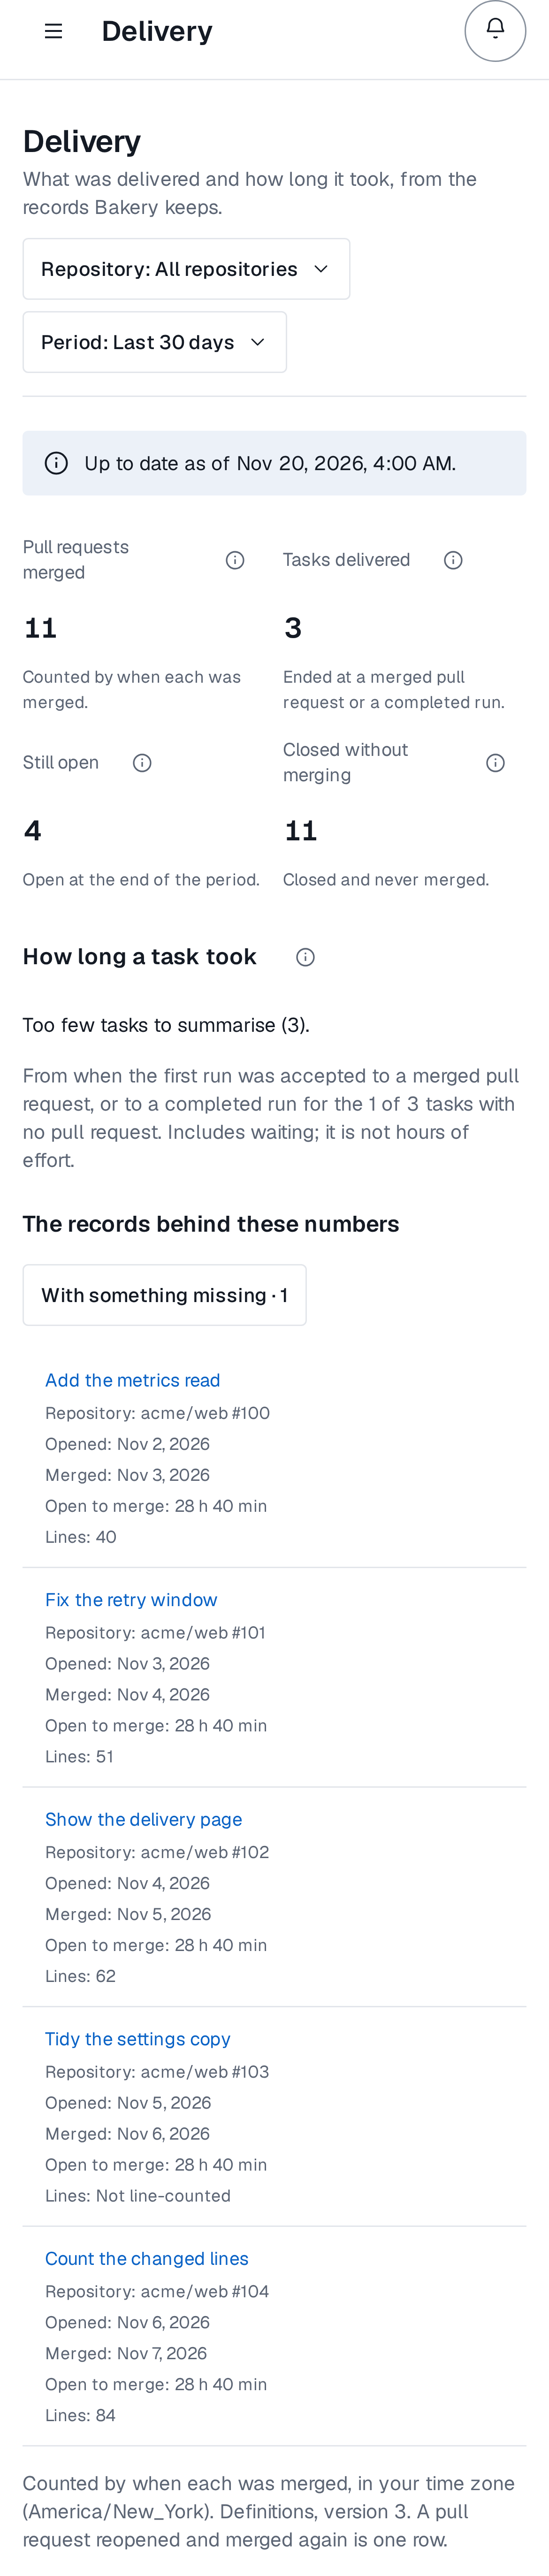 Delivery
Delivery
What was delivered and how long it took, from the
records Bakery keeps.
Repository: All repositories
Period: Last 30 days
Up to date as of Nov 20, 2026, 4:00 AM.
Pull requests
merged
11
Counted by when each was
merged.
Tasks delivered
3
Ended at a merged pull
request or a completed run.
Still open
4
Open at the end of the period.
Closed without
merging
11
Closed and never merged.
How long a task took
Too few tasks to summarise (3).
From when the first run was accepted to a merged pull
request, or to a completed run for the 1 of 3 tasks with
no pull request. Includes waiting; it is not hours of
effort.
The records behind these numbers
With something missing · 1
Add the metrics read
Repository: acme/web #100
Opened: Nov 2, 2026
Merged: Nov 3, 2026
Open to merge: 28 h 40 min
Lines: 40
Fix the retry window
Repository: acme/web #101
Opened: Nov 3, 2026
Merged: Nov 4, 2026
Open to merge: 28 h 40 min
Lines: 51
Show the delivery page
Repository: acme/web #102
Opened: Nov 4, 2026
Merged: Nov 5, 2026
Open to merge: 28 h 40 min
Lines: 62
Tidy the settings copy
Repository: acme/web #103
Opened: Nov 5, 2026
Merged: Nov 6, 2026
Open to merge: 28 h 40 min
Lines: Not line-counted
Count the changed lines
Repository: acme/web #104
Opened: Nov 6, 2026
Merged: Nov 7, 2026
Open to merge: 28 h 40 min
Lines: 84
Counted by when each was merged, in your time zone
(America/New_York). Definitions, version 3. A pull
request reopened and merged again is one row.